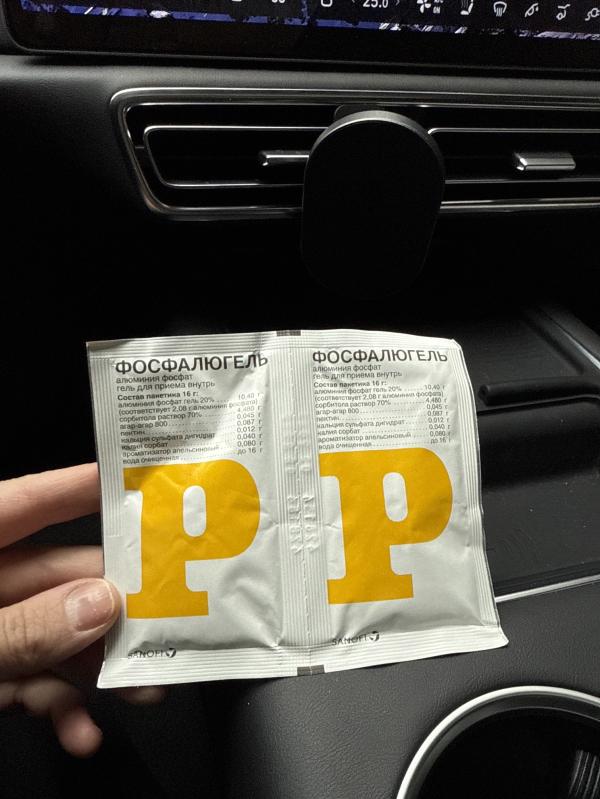 25.0
ФОСФАЛЮГЕЛЬ
алюминия фосфат
гель для приема внутрь
Состав пакетика 16 г:
алюминия фосфат гель 20% ........ 10,40 г
(соответствует 2,08 г алюминия фосфата)
сорбитола раствор 70% ........ 4,480 г
агар-агар 800 ........ 0,045 г
пектин ........ 0,087 г
кальция сульфата дигидрат ........ 0,012 г
калия сорбат ........ 0,040 г
ароматизатор апельсиновый ........ 0,080 г
вода очищенная ........ до 16 г
P
SANOFI
ФОСФАЛЮГЕЛЬ
алюминия фосфат
гель для приема внутрь
Состав пакетика 16 г:
алюминия фосфат гель 20% ........ 10,40 г
(соответствует 2,08 г алюминия фосфата)
сорбитола раствор 70% ........ 4,480 г
агар-агар 800 ........ 0,045 г
пектин ........ 0,087 г
кальция сульфата дигидрат ........ 0,012 г
калия сорбат ........ 0,040 г
ароматизатор апельсиновый ........ 0,080 г
вода очищенная ........ до 16 г
P
SANOFI